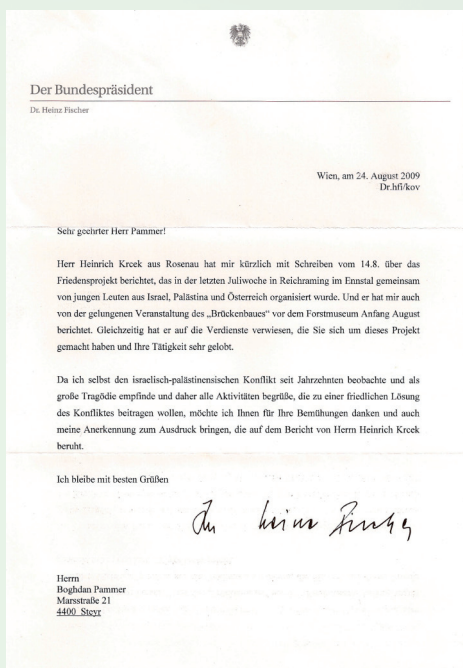 Der Bundespräsident
Dr. Heinz Fischer
Wien, am 24. August 2009
Dr.hfi/kov
Sehr geehrter Herr Pammer!
Herr Heinrich Krcek aus Rosenau hat mir kürzlich mit Schreiben vom 14.8. über das
Friedensprojekt berichtet, das in der letzten Juliwoche in Reichraming im Ennstal gemeinsam
von jungen Leuten aus Israel, Palästina und Österreich organisiert wurde. Und er hat mir auch
von der gelungenen Veranstaltung des „Brückenbaues“ vor dem Forstmuseum Anfang August
berichtet. Gleichzeitig hat er auf die Verdienste verwiesen, die Sie sich um dieses Projekt
gemacht haben und Ihre Tätigkeit sehr gelobt.
Da ich selbst den israelisch-palästinensischen Konflikt seit Jahrzehnten beobachte und als
große Tragödie empfinde und daher alle Aktivitäten begrüße, die zu einer friedlichen Lösung
des Konfliktes beitragen wollen, möchte ich Ihnen für Ihre Bemühungen danken und auch
meine Anerkennung zum Ausdruck bringen, die auf dem Bericht von Herrn Heinrich Krcek
beruht.
Ich bleibe mit besten Grüßen
Ihr Heinz Fischer
Herrn
Boghdan Pammer
Marsstraße 21
4400 Steyr